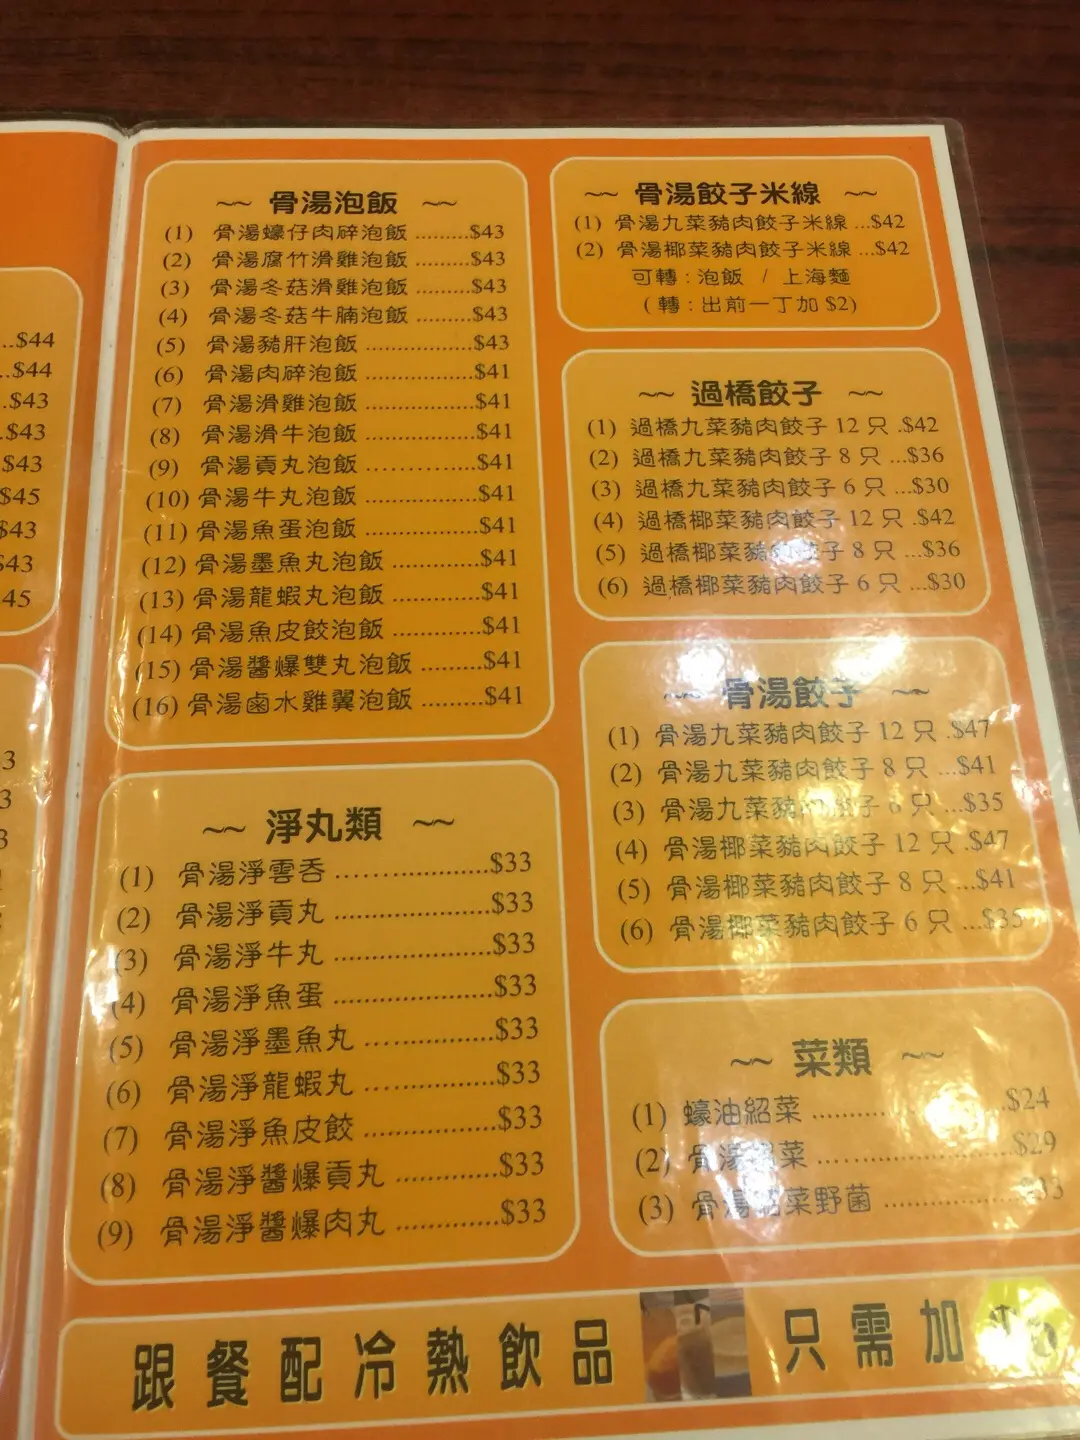 ...$44
..$44
.$43
.$43
$43
$45
$43
$43
45
3
3
3
~~ 骨湯泡飯 ~~
(1) 骨湯蠔仔肉碎泡飯 .........$43
(2) 骨湯腐竹滑雞泡飯 .........$43
(3) 骨湯冬菇滑雞泡飯 .........$43
(4) 骨湯冬菇牛腩泡飯 .........$43
(5) 骨湯豬肝泡飯 ................$43
(6) 骨湯肉碎泡飯 ................$41
(7) 骨湯滑雞泡飯 ................$41
(8) 骨湯滑牛泡飯 ................$41
(9) 骨湯貢丸泡飯 ................$41
(10) 骨湯牛丸泡飯 ................$41
(11) 骨湯魚蛋泡飯 ................$41
(12) 骨湯墨魚丸泡飯 .............$41
(13) 骨湯龍蝦丸泡飯 .............$41
(14) 骨湯魚皮餃泡飯 .............$41
(15) 骨湯醬爆雙丸泡飯 .........$41
(16) 骨湯鹵水雞翼泡飯 .........$41
~~ 淨丸類 ~~
(1) 骨湯淨雲吞 .....................$33
(2) 骨湯淨貢丸 .....................$33
(3) 骨湯淨牛丸 .....................$33
(4) 骨湯淨魚蛋 .....................$33
(5) 骨湯淨墨魚丸 .................$33
(6) 骨湯淨龍蝦丸 .................$33
(7) 骨湯淨魚皮餃 .................$33
(8) 骨湯淨醬爆貢丸 .............$33
(9) 骨湯淨醬爆肉丸 .............$33
~~ 骨湯餃子米線 ~~
(1) 骨湯九菜豬肉餃子米線 ...$42
(2) 骨湯椰菜豬肉餃子米線 ...$42
可轉 : 泡飯 / 上海麵
( 轉 : 出前一丁加 $2)
~~ 過橋餃子 ~~
(1) 過橋九菜豬肉餃子 12 只 .$42
(2) 過橋九菜豬肉餃子 8 只 ...$36
(3) 過橋九菜豬肉餃子 6 只 ...$30
(4) 過橋椰菜豬肉餃子 12 只 .$42
(5) 過橋椰菜豬肉餃子 8 只 ...$36
(6) 過橋椰菜豬肉餃子 6 只 ...$30
~~ 骨湯餃子 ~~
(1) 骨湯九菜豬肉餃子 12 只 .$47
(2) 骨湯九菜豬肉餃子 8 只 ...$41
(3) 骨湯九菜豬肉餃子 6 只 ...$35
(4) 骨湯椰菜豬肉餃子 12 只 .$47
(5) 骨湯椰菜豬肉餃子 8 只 ...$41
(6) 骨湯椰菜豬肉餃子 6 只 ...$35
~~ 菜類 ~~
(1) 蠔油紹菜 .....................$24
(2) 骨湯紹菜 .....................$29
(3) 骨湯紹菜野菌 ...............$33
跟餐配冷熱飲品 只需加